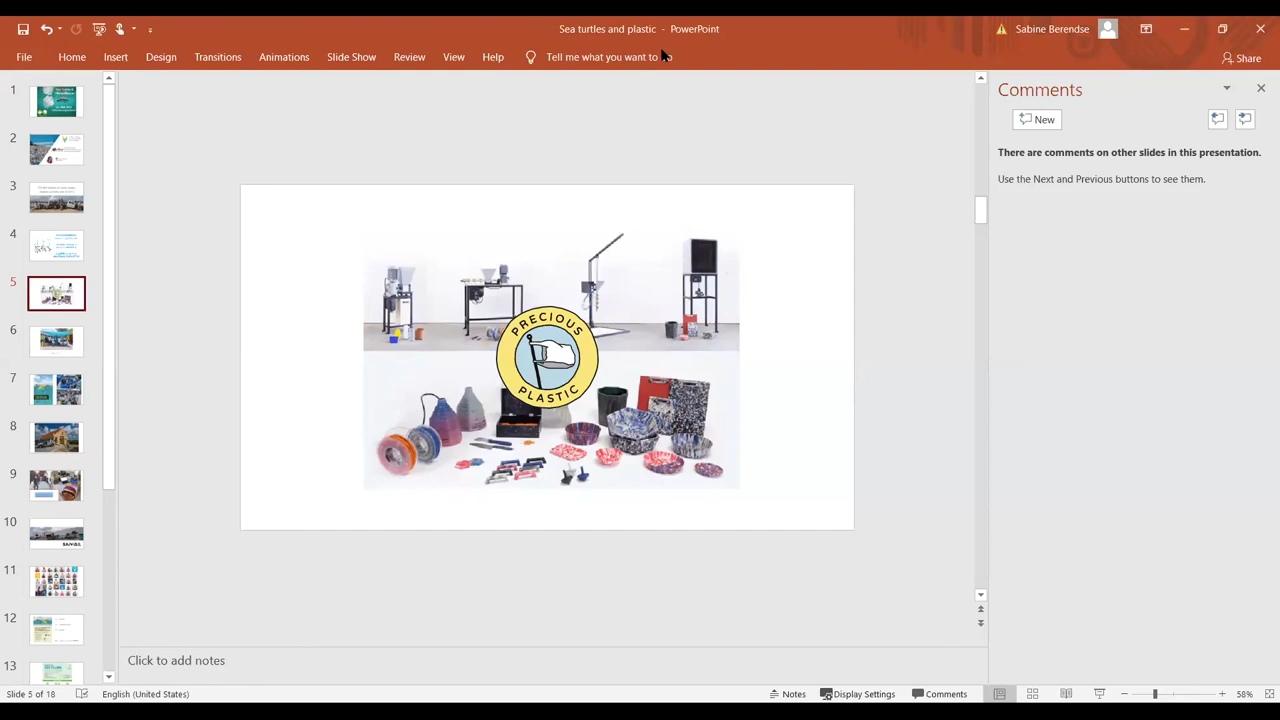 Sea turtles and plastic - PowerPoint
Sabine Berendse
File Home Insert Design Transitions Animations Slide Show Review View Help Tell me what you want to
Share
Comments
New
There are comments on other slides in this presentation.
Use the Next and Previous buttons to see them.
1
2
3
4
5
6
7
8
9
10
11
12
13
PRECIOUS
PLASTIC
Click to add notes
Slide 5 of 18 English (United States) Notes Display Settings Comments 58%